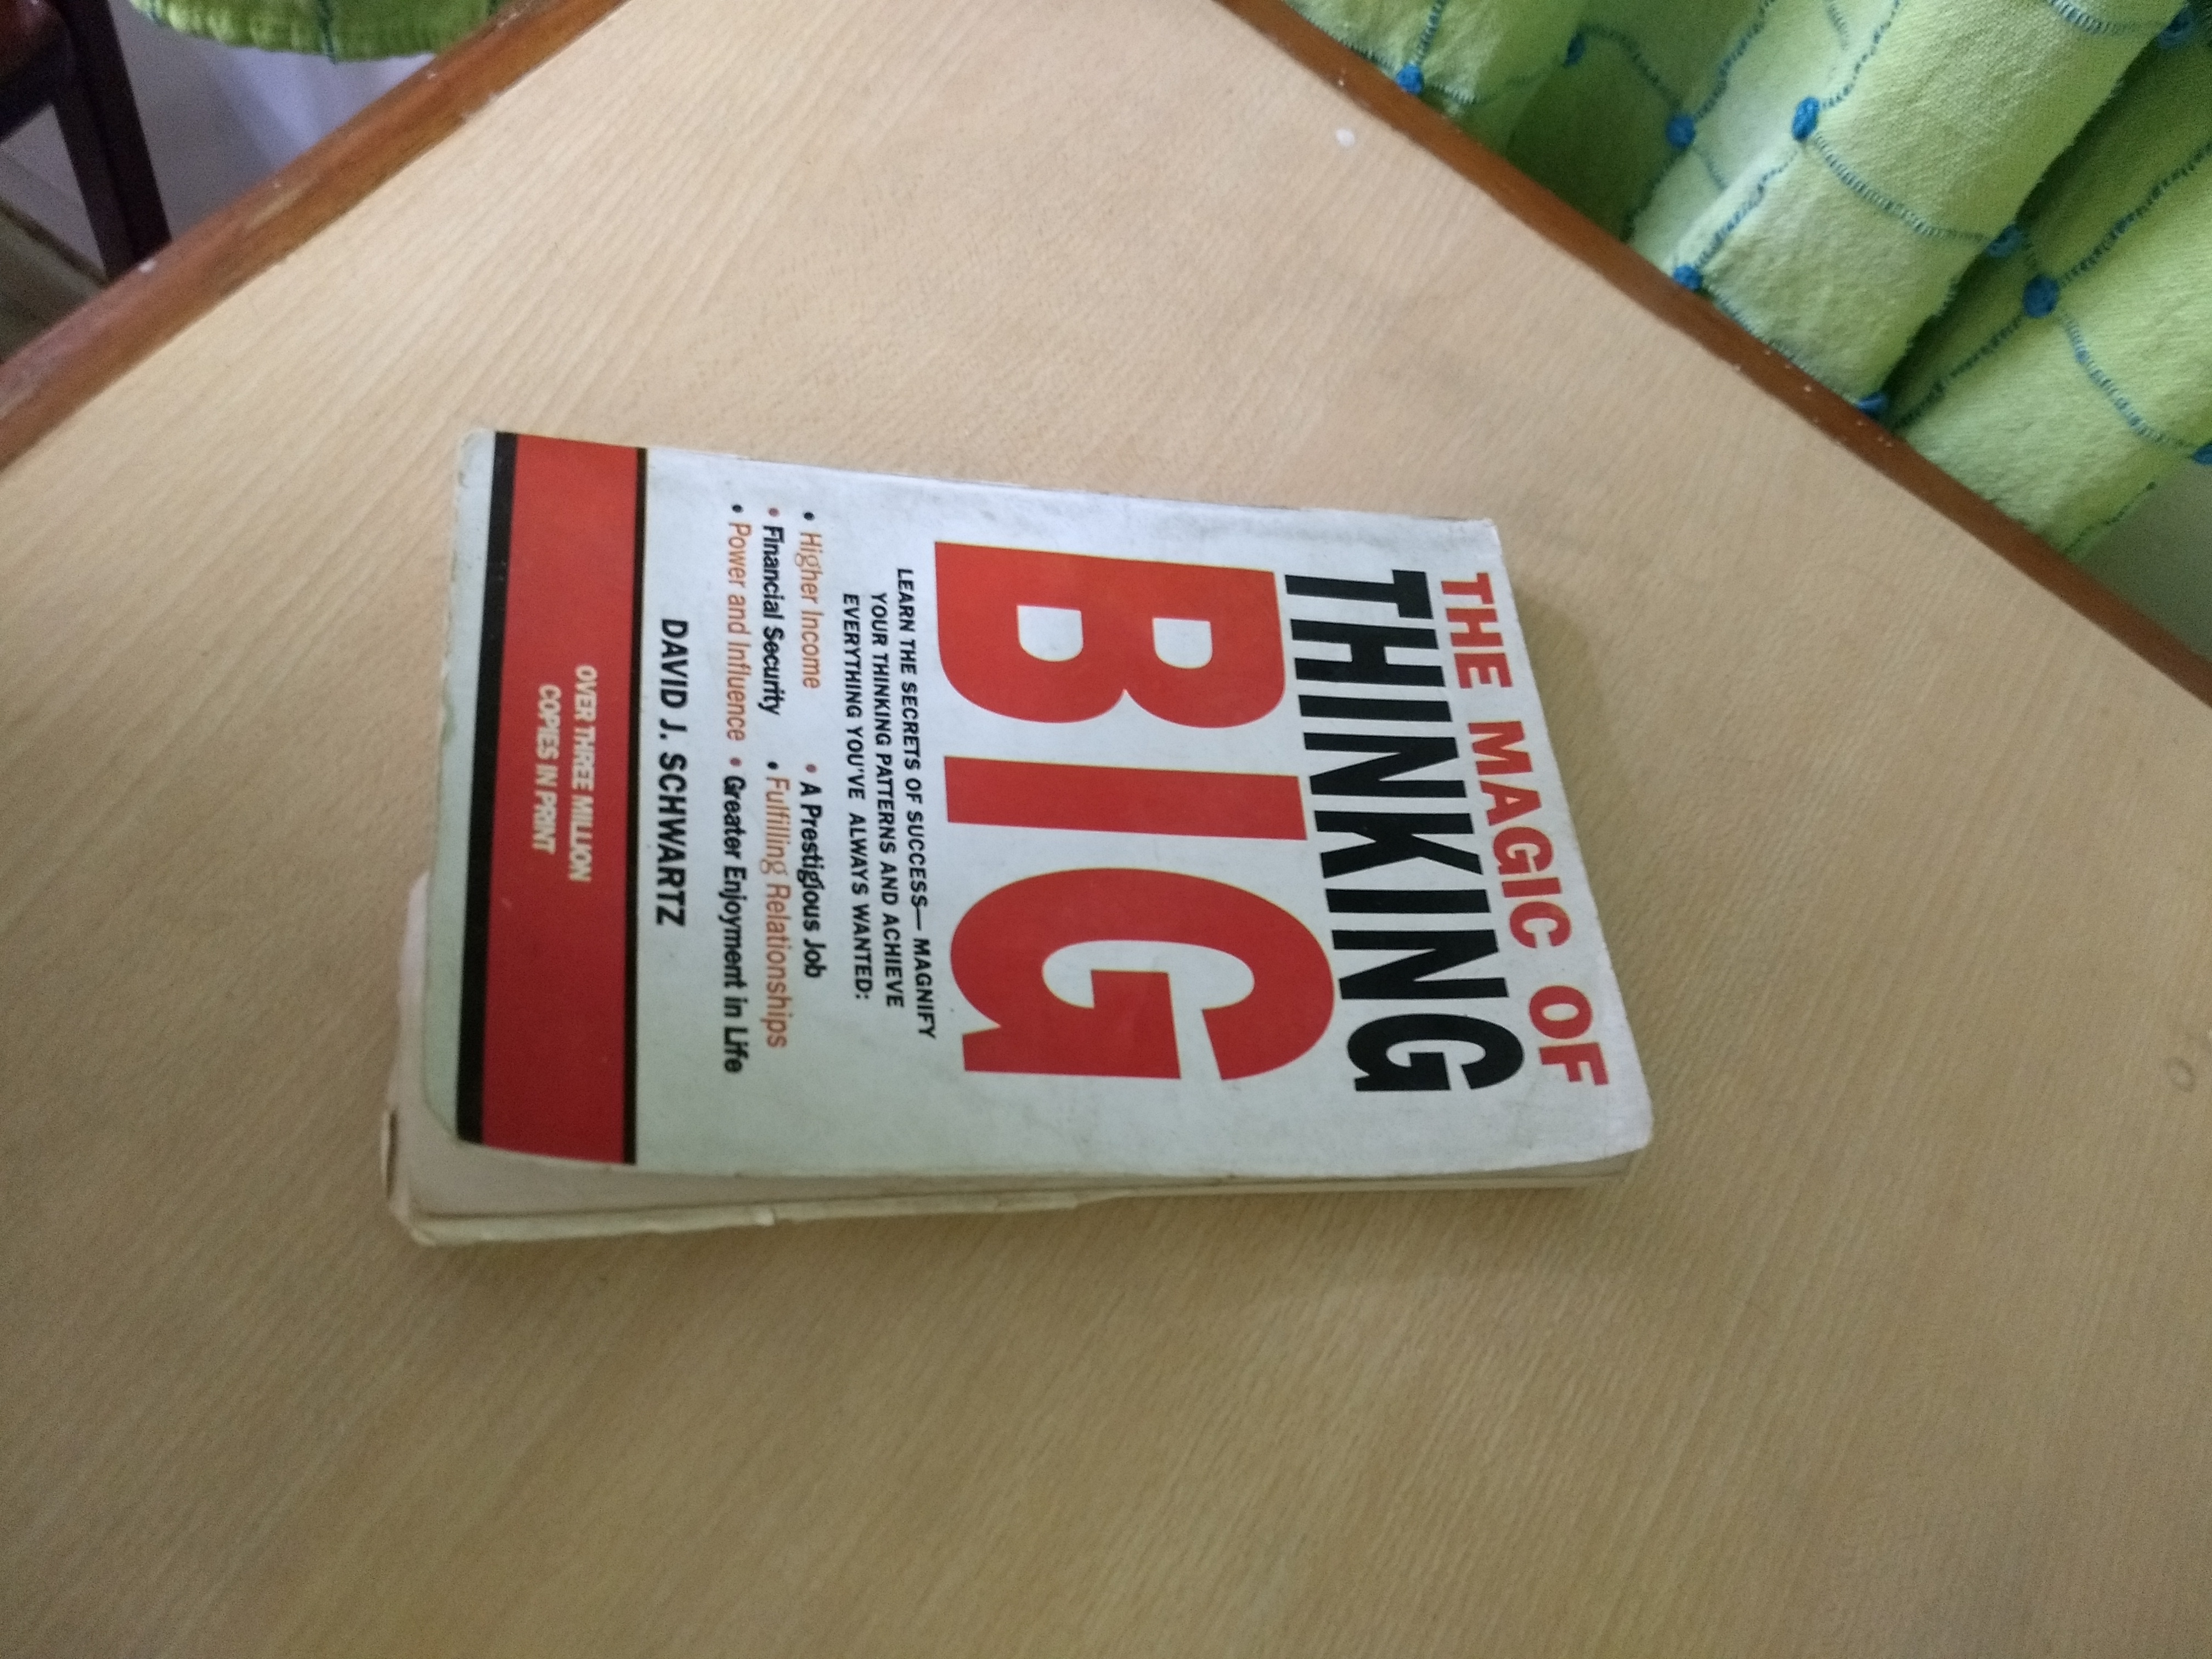 THE MAGIC OF
THINKING
BIG
LEARN THE SECRETS OF SUCCESS— MAGNIFY
YOUR THINKING PATTERNS AND ACHIEVE
EVERYTHING YOU'VE ALWAYS WANTED:
• Higher Income • A Prestigious Job
• Financial Security • Fulfilling Relationships
• Power and Influence • Greater Enjoyment in Life
DAVID J. SCHWARTZ
OVER THREE MILLION
COPIES IN PRINT